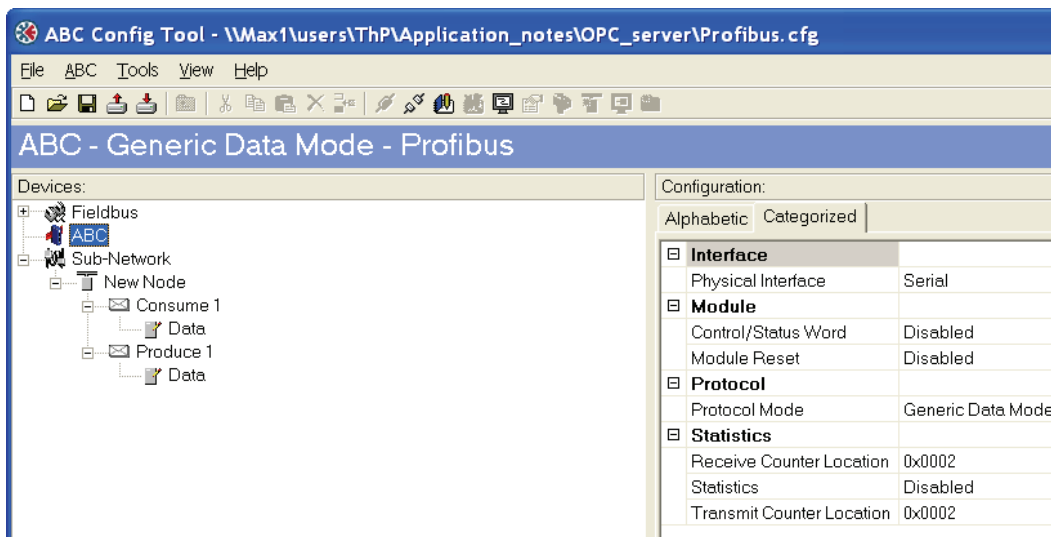 ABC Config Tool - \\Max1\users\ThP\Application_notes\OPC_server\Profibus.cfg
File ABC Tools View Help
ABC - Generic Data Mode - Profibus
Devices:
Fieldbus
ABC
Sub-Network
New Node
Consume 1
Data
Produce 1
Data
Configuration:
Alphabetic Categorized
Interface
Physical Interface Serial
Module
Control/Status Word Disabled
Module Reset Disabled
Protocol
Protocol Mode Generic Data Mode
Statistics
Receive Counter Location 0x0002
Statistics Disabled
Transmit Counter Location 0x0002